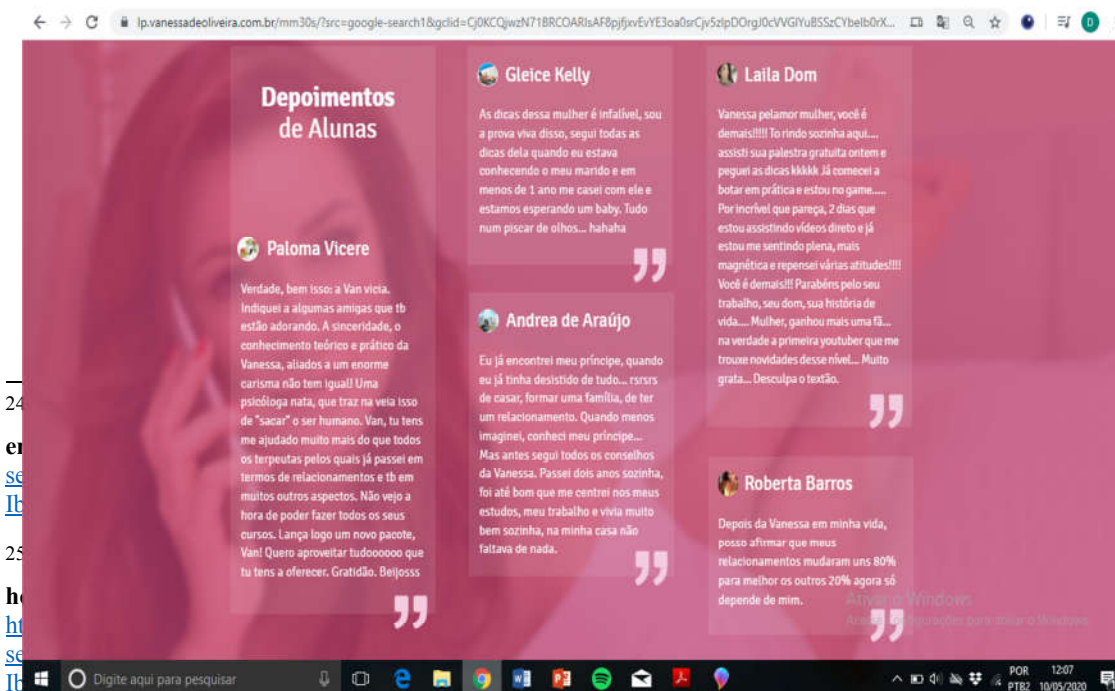 lp.vanessadeoliveira.com.br/mm30s/?src=google-search1&gclid=
Depoimentos
de Alunas
Paloma Vicere
Verdade, bem isso: a Van vicia.
Indiquei a algumas amigas que tb
estão adorando. A sinceridade, o
conhecimento teórico e prático da
Vanessa, aliados a um enorme
carisma não tem igual! Uma
psicóloga nata, que traz na veia isso
de "sacar" o ser humano. Van, tu tens
me ajudado muito mais do que todos
os terpeutas pelos quais já passei em
termos de relacionamentos e tb em
muitos outros aspectos. Não vejo a
hora de poder fazer todos os seus
cursos. Lança logo um novo pacote,
Van! Quero aproveitar tudoooooo que
tu tens a oferecer. Gratidão. Beijosss
Gleice Kelly
As dicas dessa mulher é infalível, sou
a prova viva disso, segui todas as
dicas dela quando eu estava
conhecendo o meu marido e em
menos de 1 ano me casei com ele e
estamos esperando um baby. Tudo
num piscar de olhos... hahaha
Andrea de Araújo
Eu já encontrei meu príncipe, quando
eu já tinha desistido de tudo... rsrsrs
de casar, formar uma família, de ter
um relacionamento. Quando menos
imaginei, conheci meu príncipe...
Mas antes segui todos os conselhos
da Vanessa. Passei dois anos sozinha,
foi até bom que me centrei nos meus
estudos, meu trabalho e vivia muito
bem sozinha, na minha casa não
faltava de nada.
Laila Dom
Vanessa pelamor mulher, você é
demais!!!!! To rindo sozinha aqui....
assisti sua palestra gratuita ontem e
peguei as dicas kkkkk Já comecei a
botar em prática e estou no game.....
Por incrível que pareça, 2 dias que
estou assistindo vídeos direto e já
estou me sentindo plena, mais
magnética e repensei várias atitudes!!!!
Você é demais!!! Parabéns pelo seu
trabalho, seu dom, sua história de
vida.... Mulher, ganhou mais uma fã...
na verdade a primeira youtuber que me
trouxe novidades desse nível... Muito
grata... Desculpa o textão.
Roberta Barros
Depois da Vanessa em minha vida,
posso afirmar que meus
relacionamentos mudaram uns 80%
para melhor os outros 20% agora só
depende de mim.
Ativar o Windows
Acesse Configurações para ativar o Windows.
24
se
Ib
25
ht
se
Ib
Digite aqui para pesquisar
POR
PTB2
12:07
10/05/2020